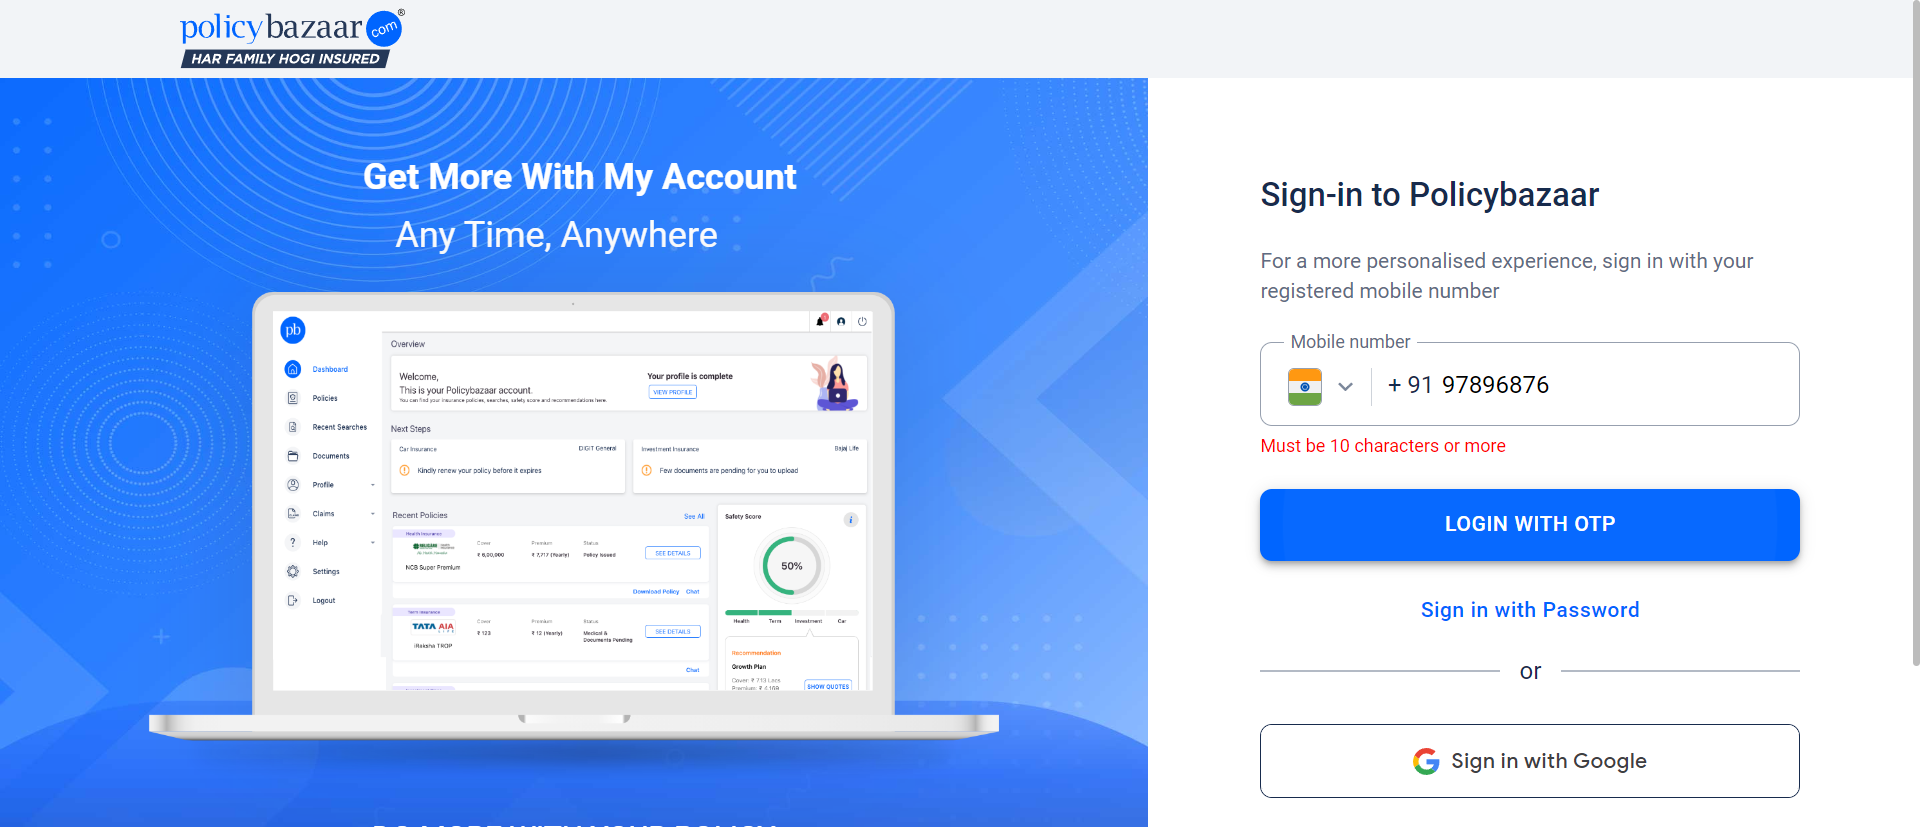 policybazaar com ®
HAR FAMILY HOGI INSURED
Get More With My Account
Any Time, Anywhere
pb
Dashboard
Policies
Recent Searches
Documents
Profile
Claims
Help
Settings
Logout
Overview
Welcome,
This is your Policybazaar account.
You can find your insurance policies, searches, safety score and recommendations here.
Your profile is complete
VIEW PROFILE
Next Steps
Car Insurance
DIGIT General
Kindly renew your policy before it expires
Investment Insurance
Bajaj Life
Few documents are pending for you to upload
Recent Policies
See All
Health Insurance
Cover
Premium
Status
₹ 6,00,000
₹ 7,717 (Yearly)
Policy Issued
SEE DETAILS
NCB Super Premium
Download Policy
Chat
Term Insurance
TATA AIA
Cover
Premium
Status
₹ 123
₹ 12 (Yearly)
Medical &
Documents Pending
SEE DETAILS
iRaksha TROP
Chat
Safety Score
i
50%
Health
Term
Investment
Car
Recommendation
Growth Plan
Cover: ₹ 713 Lacs
Premium: ₹ 4,169
SHOW QUOTES
Sign-in to Policybazaar
For a more personalised experience, sign in with your
registered mobile number
Mobile number
+ 91 97896876
Must be 10 characters or more
LOGIN WITH OTP
Sign in with Password
or
Sign in with Google